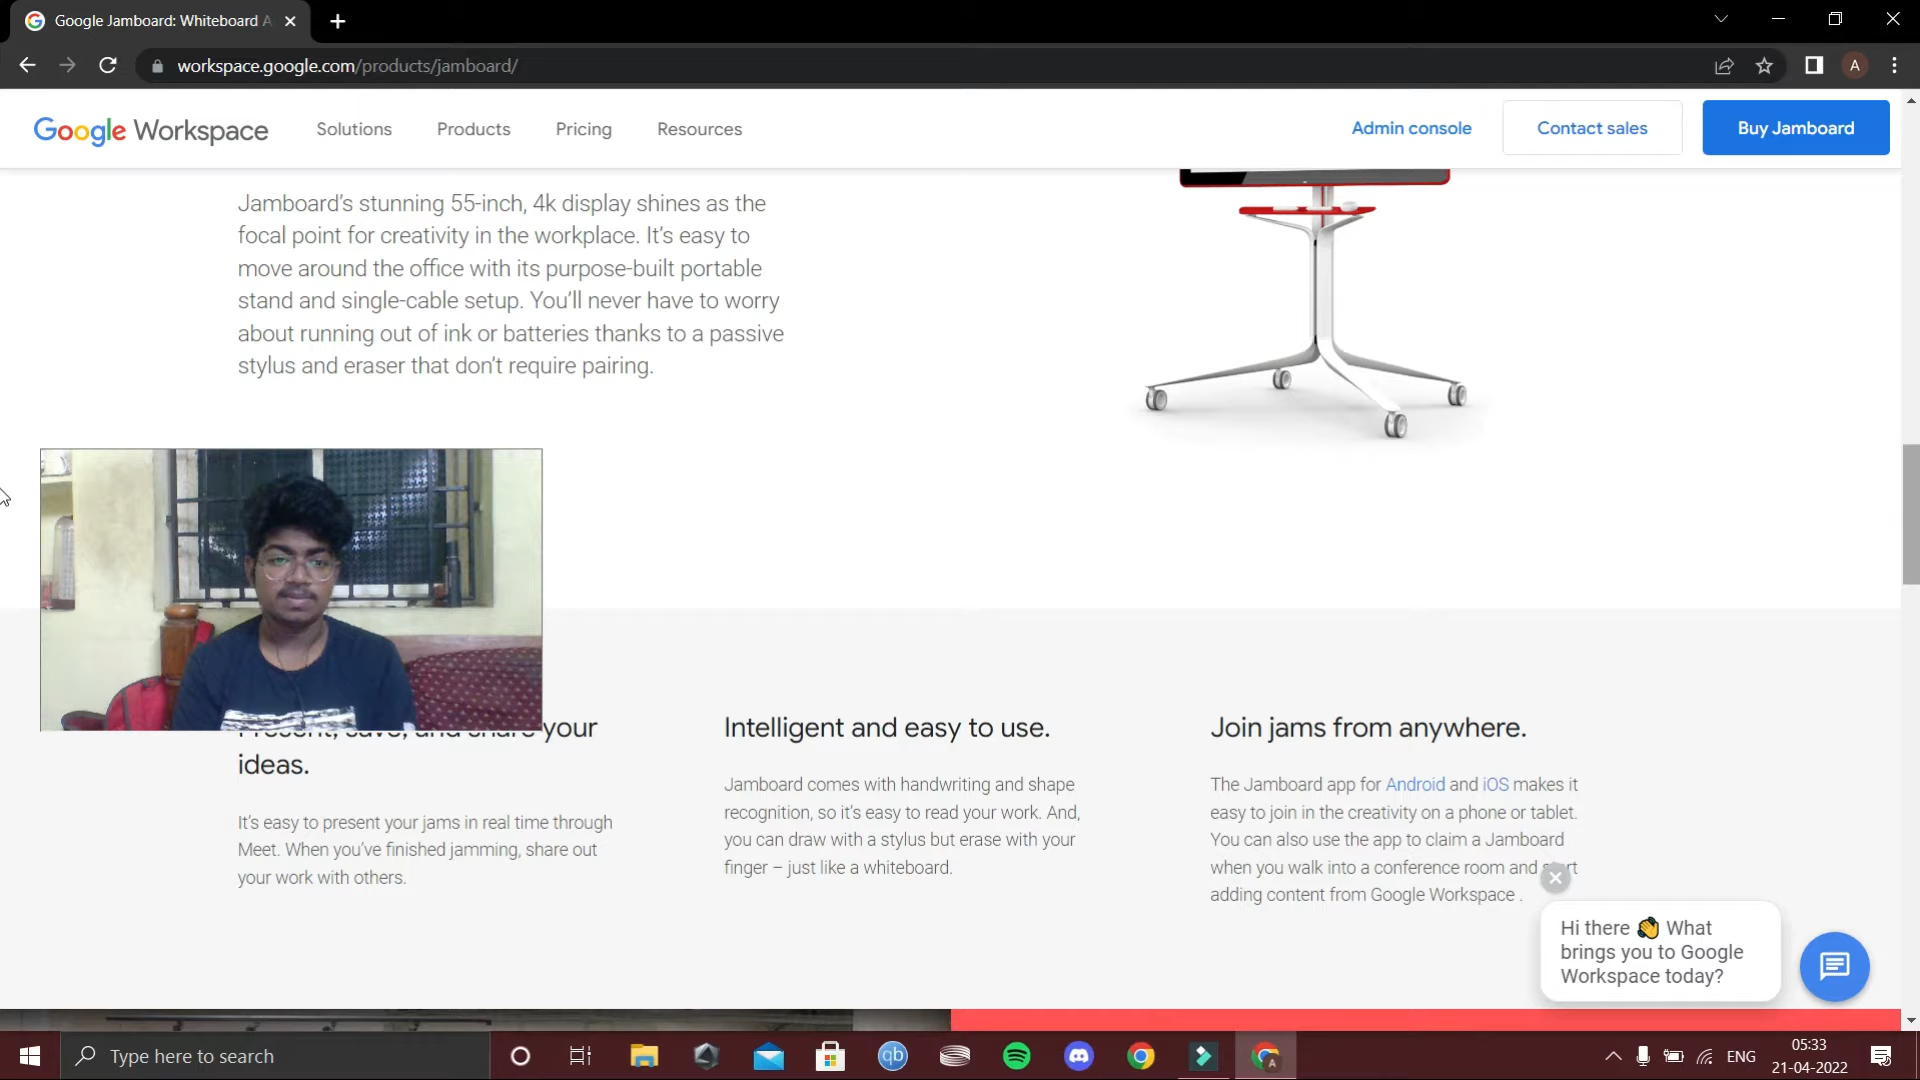 Google Jamboard: Whiteboard A
workspace.google.com/products/jamboard/
A
Google Workspace
Solutions
Products
Pricing
Resources
Admin console
Contact sales
Buy Jamboard
Jamboard's stunning 55-inch, 4k display shines as the
focal point for creativity in the workplace. It's easy to
move around the office with its purpose-built portable
stand and single-cable setup. You'll never have to worry
about running out of ink or batteries thanks to a passive
stylus and eraser that don't require pairing.
Present, save, and share your
ideas.
It's easy to present your jams in real time through
Meet. When you've finished jamming, share out
your work with others.
Intelligent and easy to use.
Jamboard comes with handwriting and shape
recognition, so it's easy to read your work. And,
you can draw with a stylus but erase with your
finger – just like a whiteboard.
Join jams from anywhere.
The Jamboard app for Android and iOS makes it
easy to join in the creativity on a phone or tablet.
You can also use the app to claim a Jamboard
when you walk into a conference room and start
adding content from Google Workspace .
Hi there 👋 What
brings you to Google
Workspace today?
Type here to search
qb
A
ENG
05:33
21-04-2022